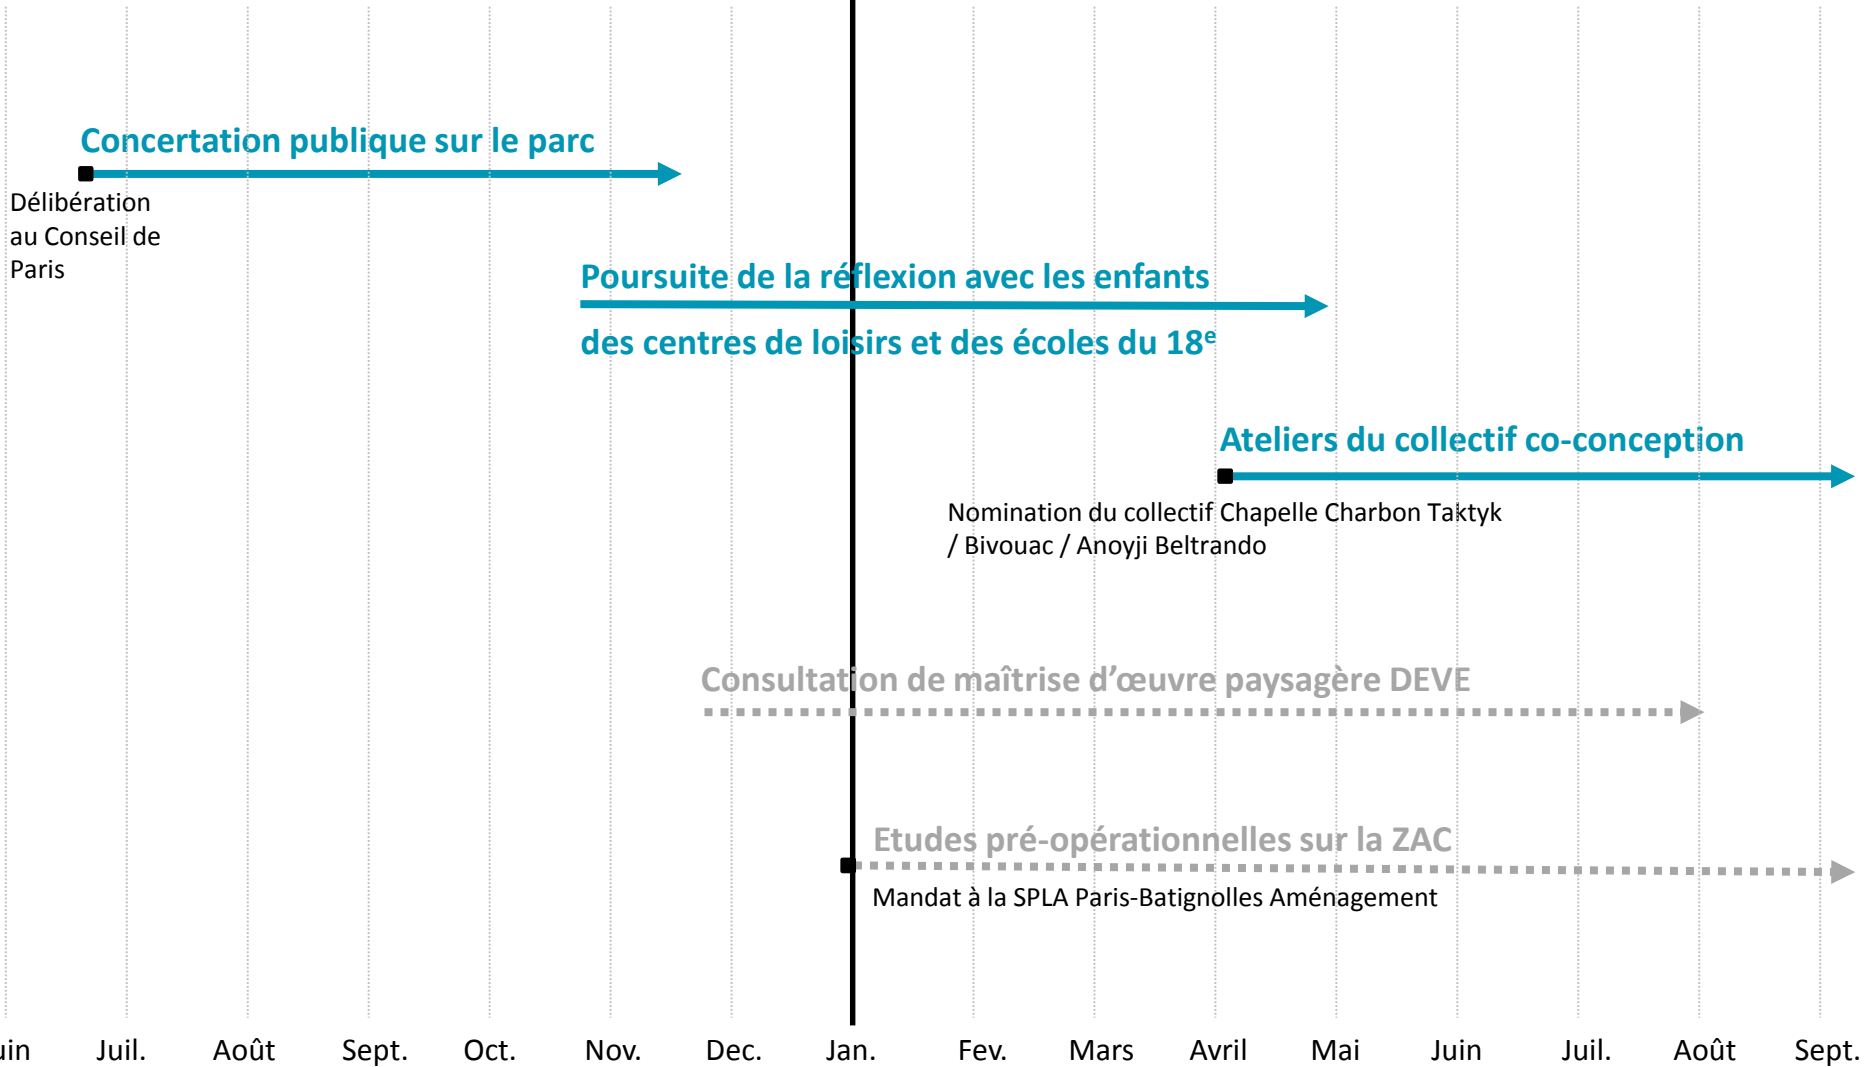 Concertation publique sur le parc
Délibération
au Conseil de
Paris
Poursuite de la réflexion avec les enfants
des centres de loisirs et des écoles du 18e
Ateliers du collectif co-conception
Nomination du collectif Chapelle Charbon Taktyk
/ Bivouac / Anoyji Beltrando
Consultation de maîtrise d’œuvre paysagère DEVE
Etudes pré-opérationnelles sur la ZAC
Mandat à la SPLA Paris-Batignolles Aménagement
uin Juil. Août Sept. Oct. Nov. Dec. Jan. Fev. Mars Avril Mai Juin Juil. Août Sept.